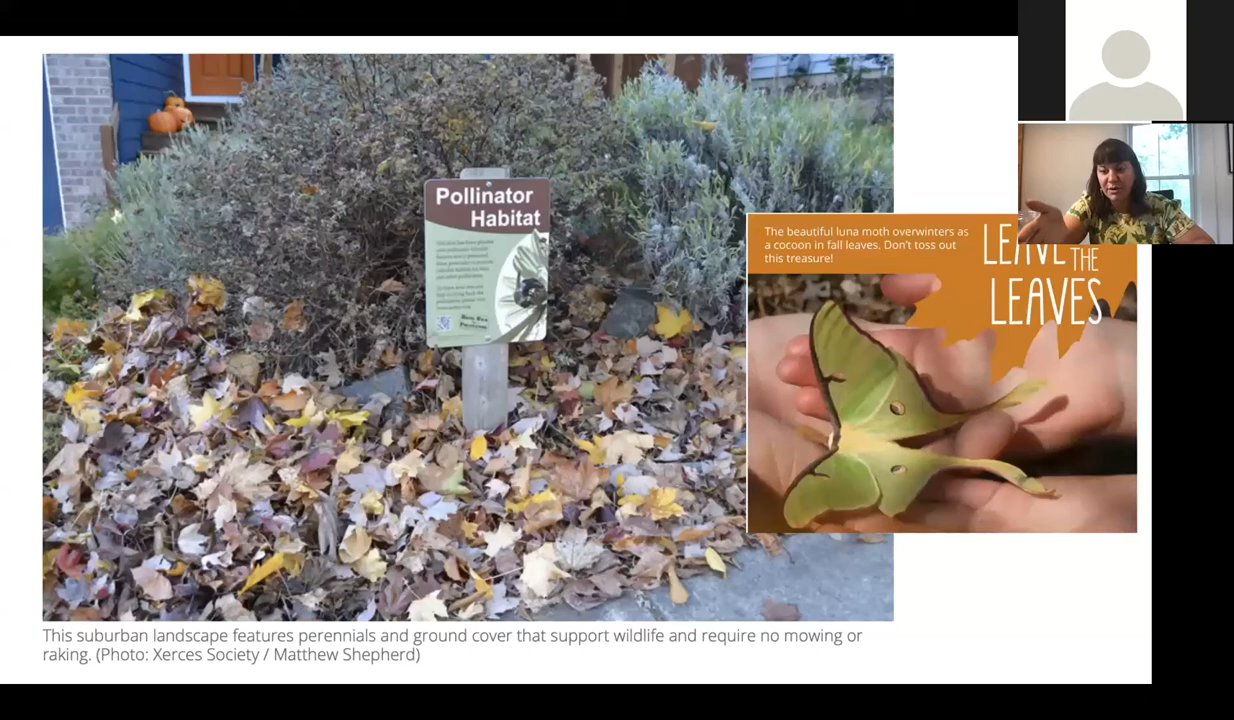 Pollinator
Habitat
The beautiful luna moth overwinters as
a cocoon in fall leaves. Don't toss out
this treasure!
LEAVE THE
LEAVES
This suburban landscape features perennials and ground cover that support wildlife and require no mowing or
raking. (Photo: Xerces Society / Matthew Shepherd)